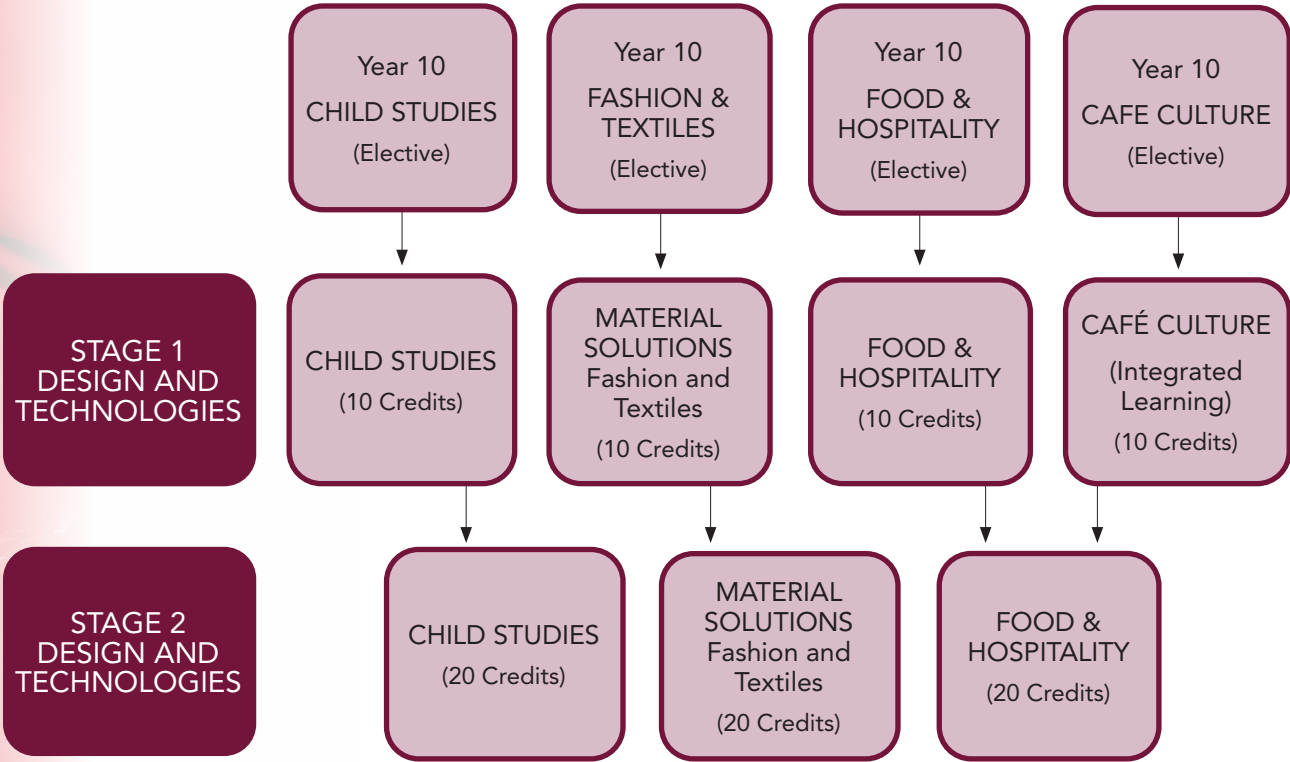 Year 10
CHILD STUDIES
(Elective)
Year 10
FASHION &
TEXTILES
(Elective)
Year 10
FOOD &
HOSPITALITY
(Elective)
Year 10
CAFE CULTURE
(Elective)
STAGE 1
DESIGN AND
TECHNOLOGIES
CHILD STUDIES
(10 Credits)
MATERIAL
SOLUTIONS
Fashion and
Textiles
(10 Credits)
FOOD &
HOSPITALITY
(10 Credits)
CAFÉ CULTURE
(Integrated
Learning)
(10 Credits)
STAGE 2
DESIGN AND
TECHNOLOGIES
CHILD STUDIES
(20 Credits)
MATERIAL
SOLUTIONS
Fashion and
Textiles
(20 Credits)
FOOD &
HOSPITALITY
(20 Credits)